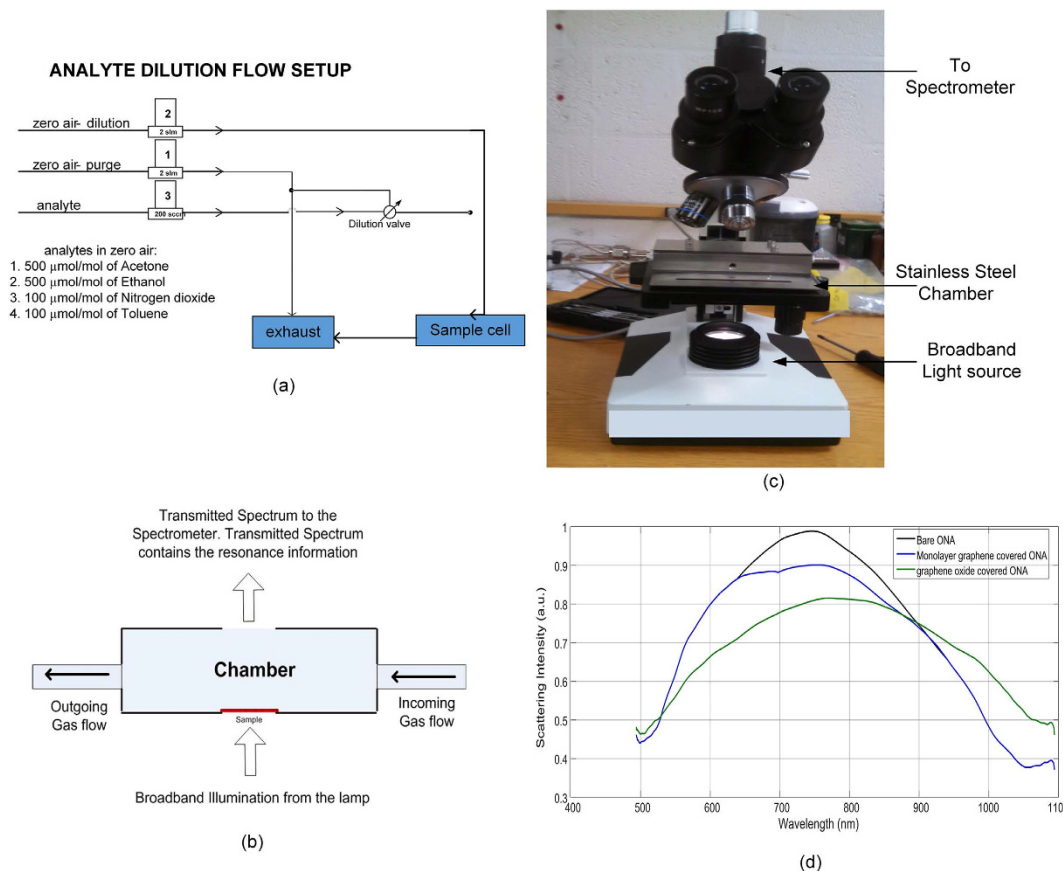 ANALYTE DILUTION FLOW SETUP
2
zero air- dilution
2 slm
1
zero air- purge
2 slm
3
analyte
200 sccm
Dilution valve
analytes in zero air:
1. 500 μmol/mol of Acetone
2. 500 μmol/mol of Ethanol
3. 100 μmol/mol of Nitrogen dioxide
4. 100 μmol/mol of Toluene
exhaust
Sample cell
(a)
To
Spectrometer
Stainless Steel
Chamber
Broadband
Light source
(c)
Transmitted Spectrum to the
Spectrometer. Transmitted Spectrum
contains the resonance information
Chamber
Outgoing
Gas flow
Incoming
Gas flow
Sample
Broadband Illumination from the lamp
(b)
1
0.9
0.8
0.7
0.6
0.5
0.4
0.3
Scattering Intensity (a.u.)
Bare ONA
Monolayer graphene covered ONA
graphene oxide covered ONA
400 500 600 700 800 900 1000 110
Wavelength (nm)
(d)